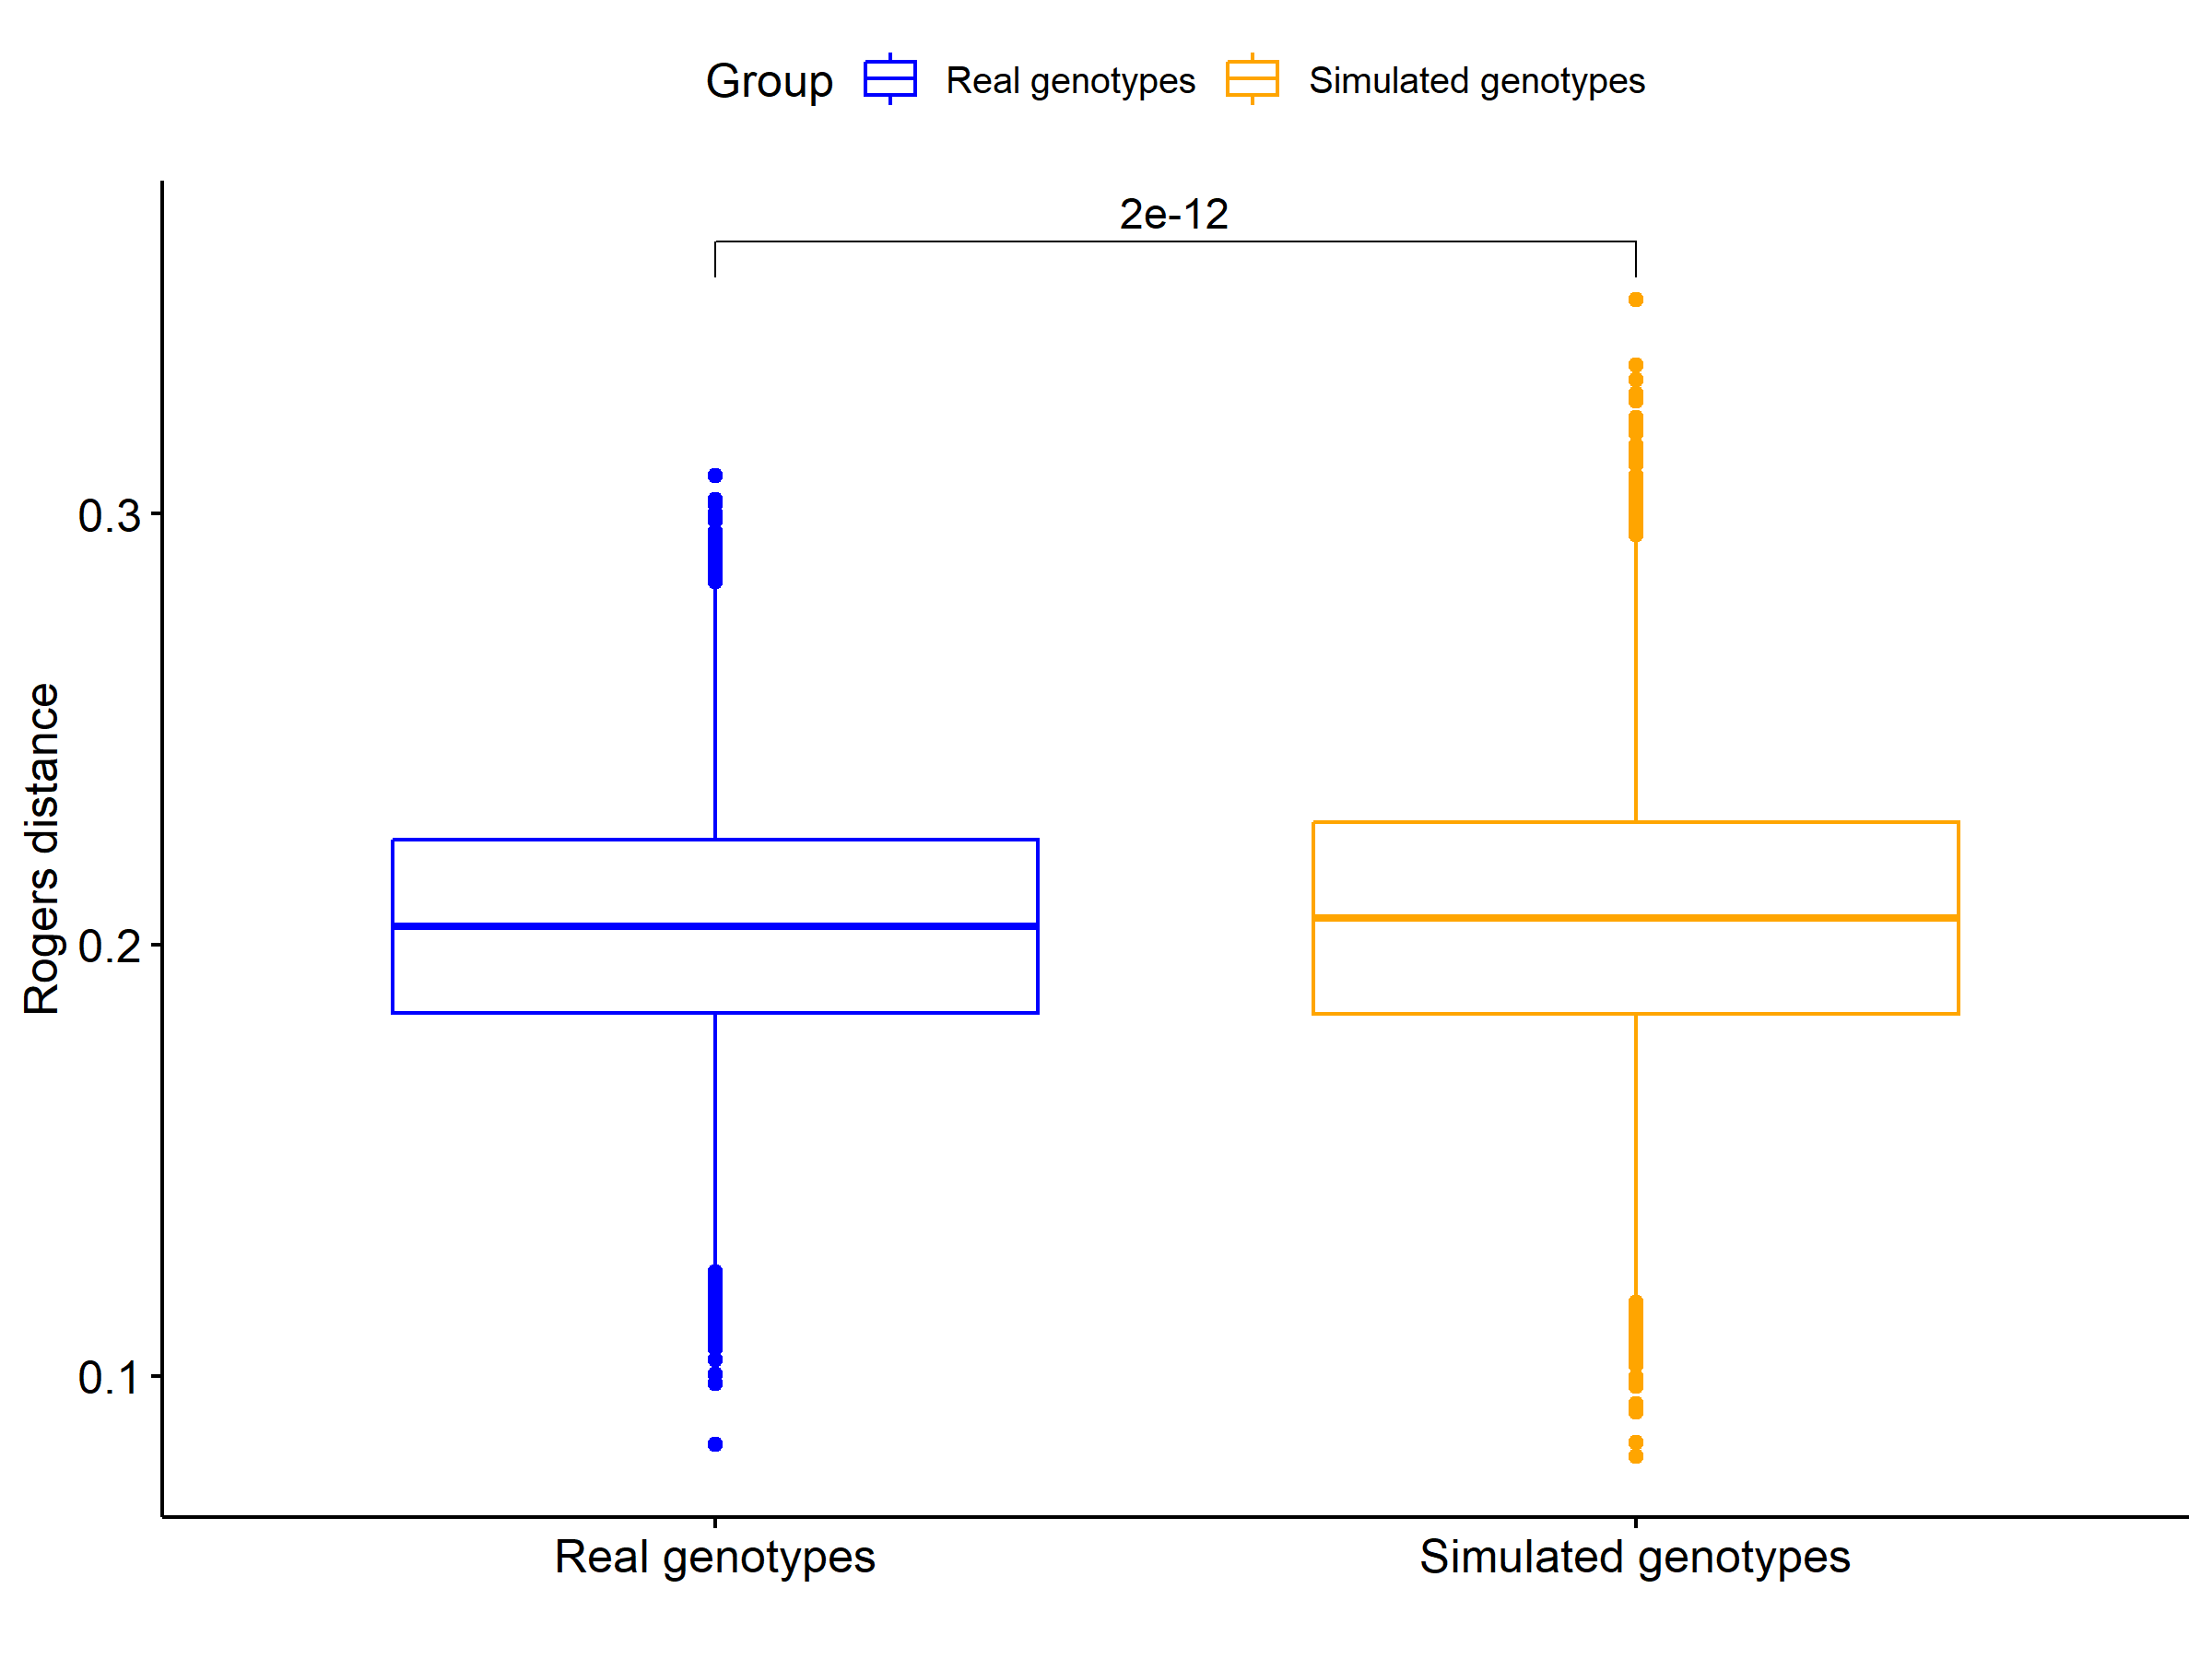 Group Real genotypes Simulated genotypes
2e-12
Rogers distance
0.3
0.2
0.1
Real genotypes Simulated genotypes